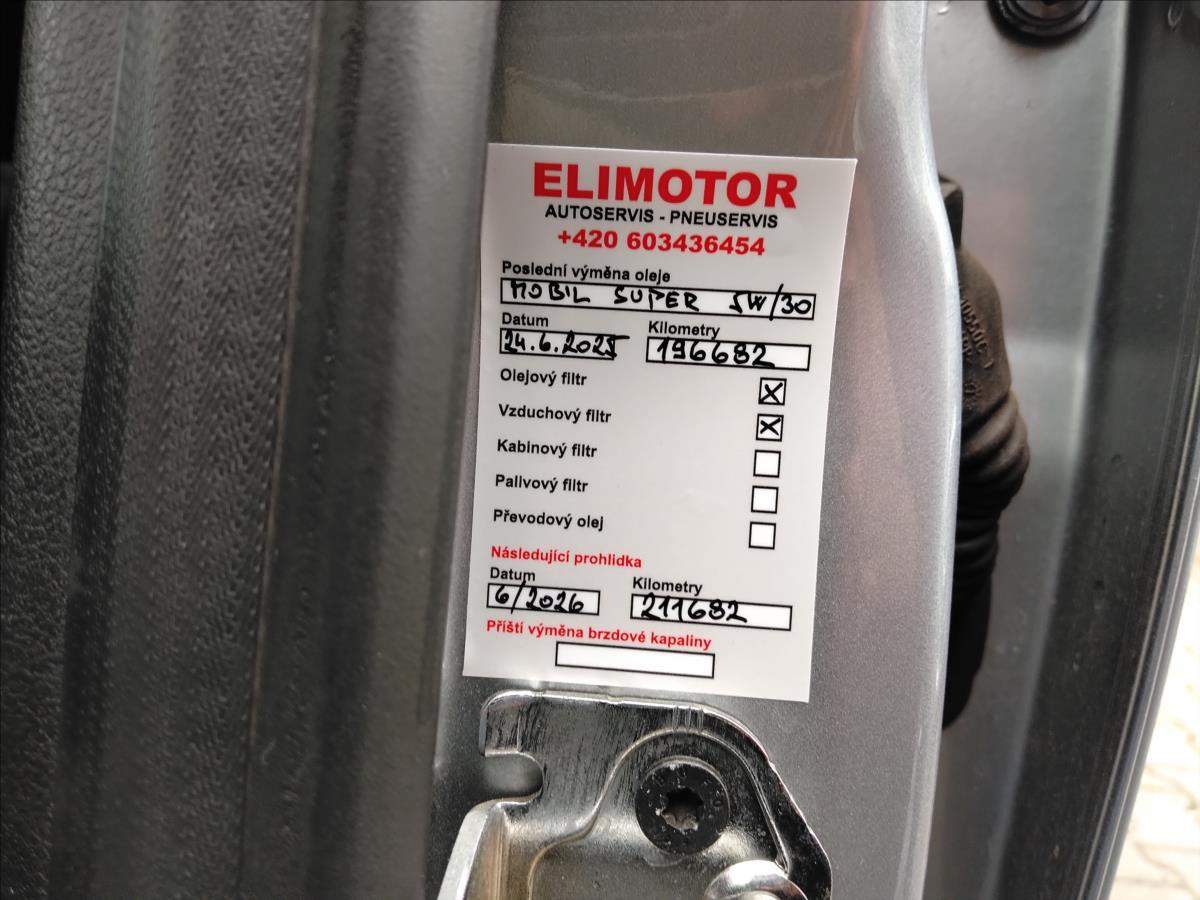 ELIMOTOR
AUTOSERVIS - PNEUSERVIS
+420 603436454
Poslední výměna oleje
MOBIL SUPER 5W/30
Datum Kilometry
24.6.2025 196682
Olejový filtr X
Vzduchový filtr X
Kabinový filtr
Palivový filtr
Převodový olej
Následující prohlidka
Datum Kilometry
6/2026 211682
Příští výměna brzdové kapaliny